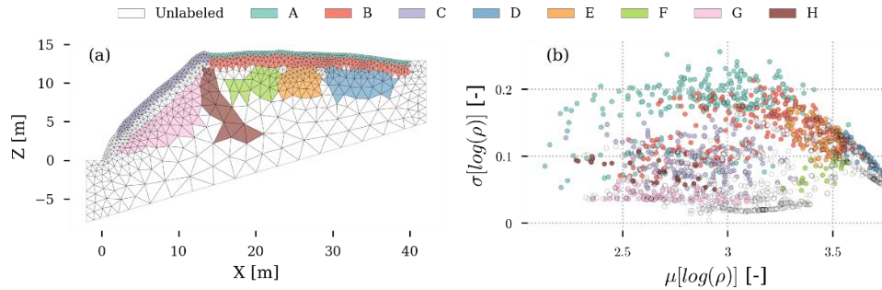 Unlabeled A B C D E F G H
(a)
15
10
5
0
−5
Z [m]
0 10 20 30 40
X [m]
(b)
0.2
0.1
0
σ[log(ρ)] [-]
2.5 3 3.5
μ[log(ρ)] [-]